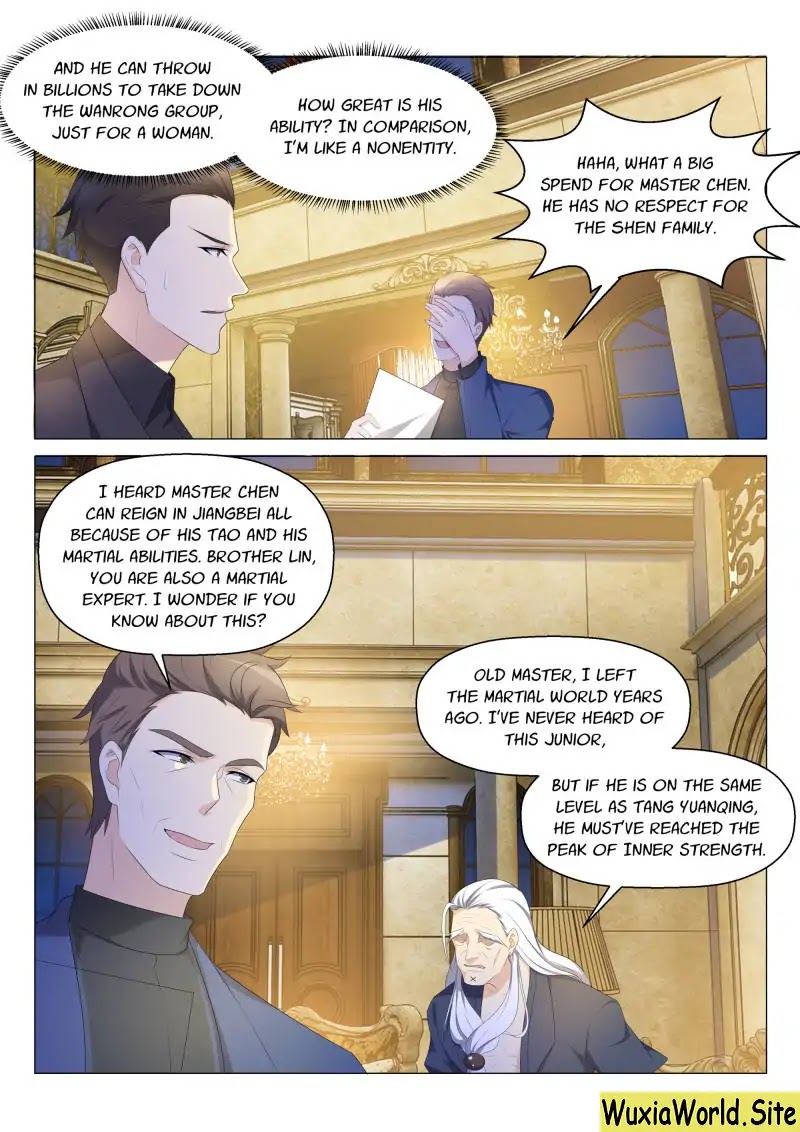 AND HE CAN THROW
IN BILLIONS TO TAKE DOWN
THE WANRONG GROUP,
JUST FOR A WOMAN.
HOW GREAT IS HIS
ABILITY? IN COMPARISON,
I'M LIKE A NONENTITY.
HAHA, WHAT A BIG
SPEND FOR MASTER CHEN.
HE HAS NO RESPECT FOR
THE SHEN FAMILY.
I HEARD MASTER CHEN
CAN REIGN IN JIANGBEI ALL
BECAUSE OF HIS TAO AND HIS
MARTIAL ABILITIES. BROTHER LIN,
YOU ARE ALSO A MARTIAL
EXPERT. I WONDER IF YOU
KNOW ABOUT THIS?
OLD MASTER, I LEFT
THE MARTIAL WORLD YEARS
AGO. I'VE NEVER HEARD OF
THIS JUNIOR,
BUT IF HE IS ON THE SAME
LEVEL AS TANG YUANQING,
HE MUST'VE REACHED THE
PEAK OF INNER STRENGTH.
WuxiaWorld.Site